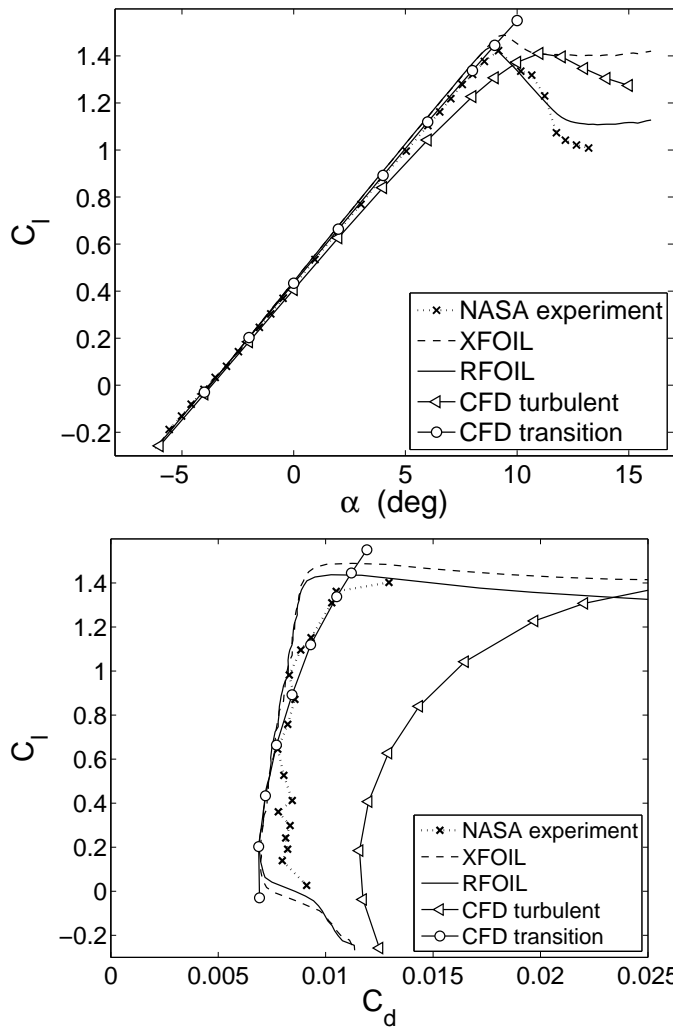 1.4
1.2
1
0.8
0.6
0.4
0.2
0
−0.2
C_l
−5 0 5 10 15
α (deg)
NASA experiment
XFOIL
RFOIL
CFD turbulent
CFD transition
1.4
1.2
1
0.8
0.6
0.4
0.2
0
−0.2
C_l
0 0.005 0.01 0.015 0.02 0.025
C_d
NASA experiment
XFOIL
RFOIL
CFD turbulent
CFD transition